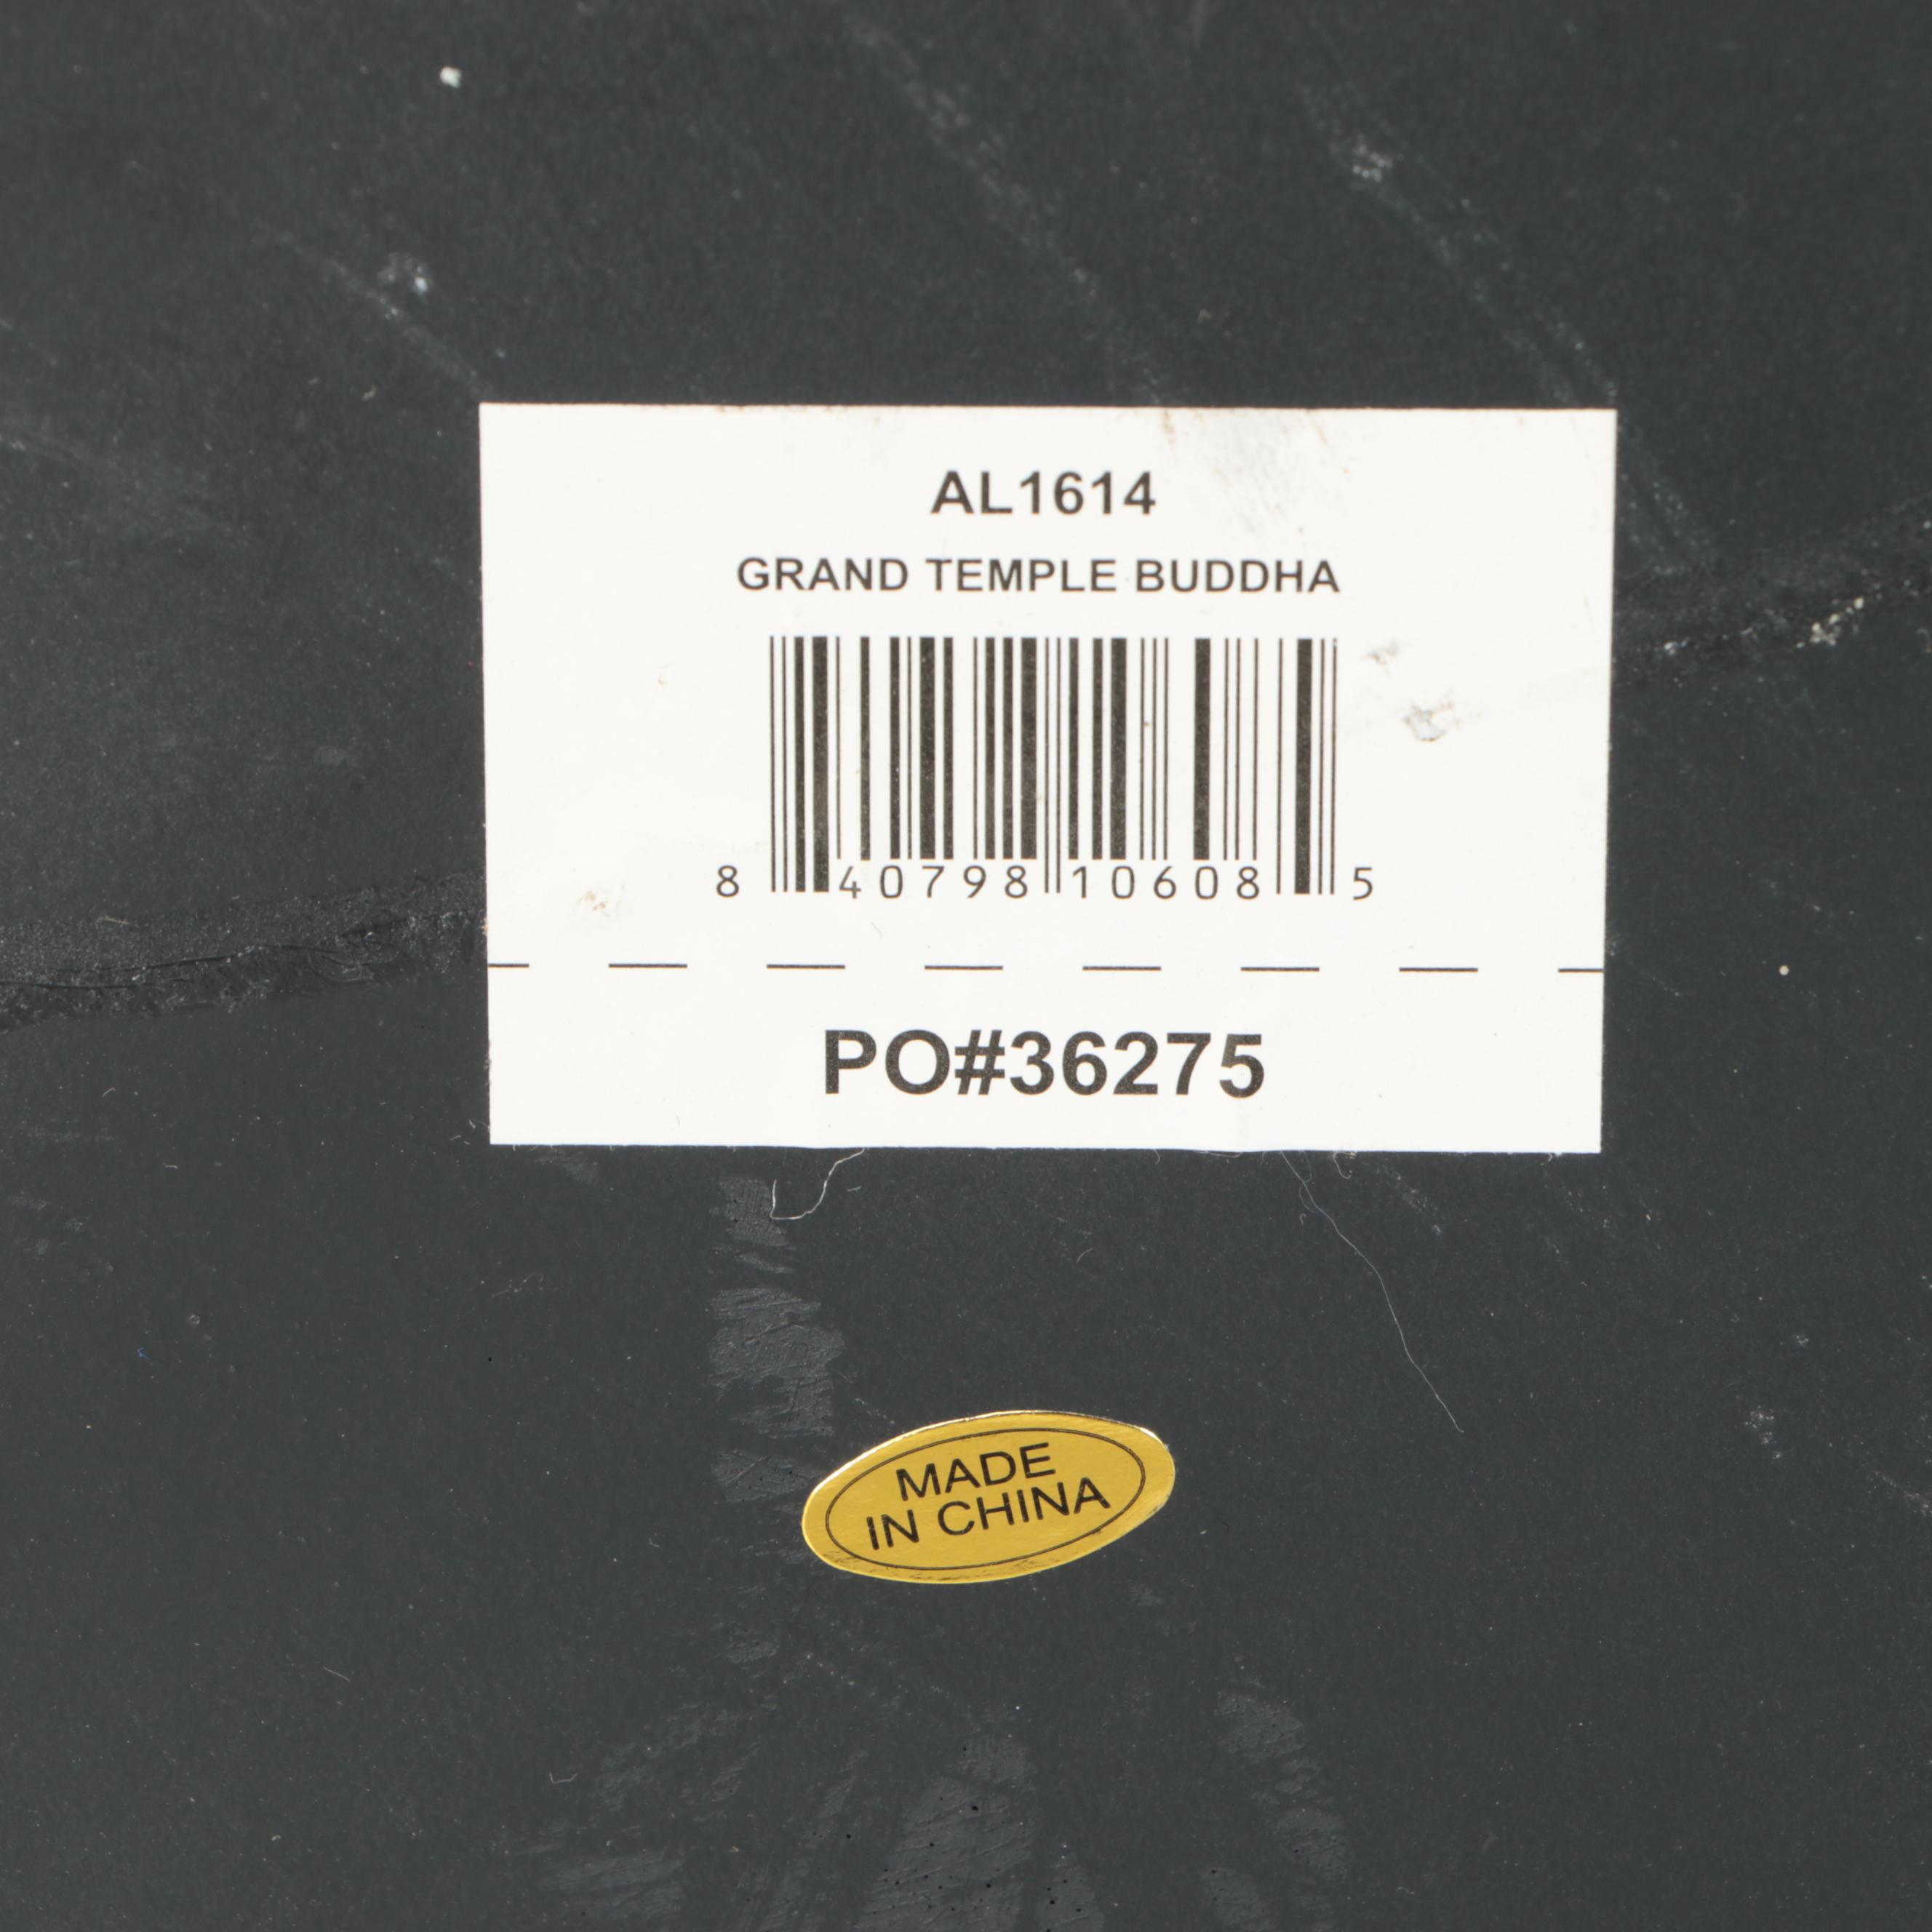 AL1614
GRAND TEMPLE BUDDHA
8 40798 10608 5
PO#36275
MADE
IN CHINA